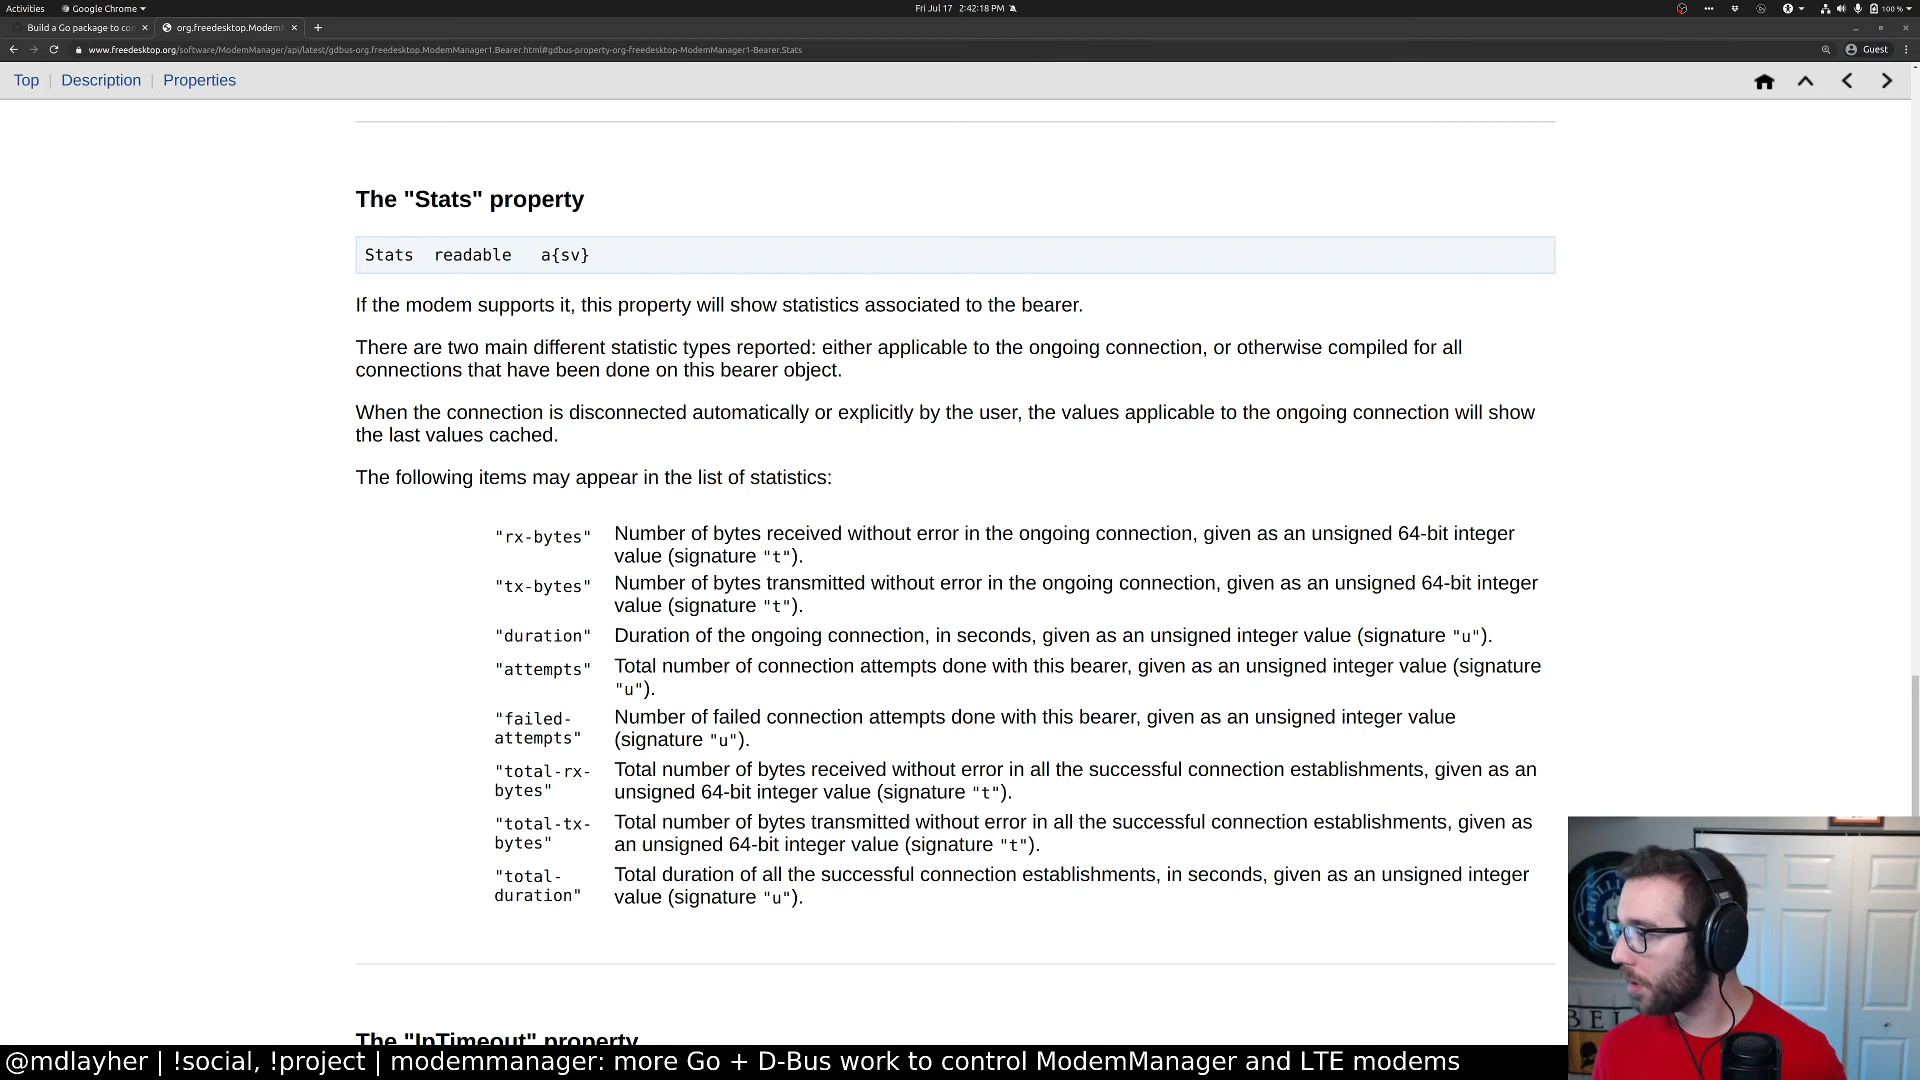 Activities Google Chrome Fri Jul 17 2:42:18 PM 100 %
Build a Go package to con org.freedesktop.Modem
www.freedesktop.org/software/ModemManager/api/latest/gdbus-org.freedesktop.ModemManager1.Bearer.html#gdbus-property-org-freedesktop-ModemManager1-Bearer.Stats Guest
Top | Description | Properties
The "Stats" property
Stats readable a{sv}
If the modem supports it, this property will show statistics associated to the bearer.
There are two main different statistic types reported: either applicable to the ongoing connection, or otherwise compiled for all
connections that have been done on this bearer object.
When the connection is disconnected automatically or explicitly by the user, the values applicable to the ongoing connection will show
the last values cached.
The following items may appear in the list of statistics:
"rx-bytes" Number of bytes received without error in the ongoing connection, given as an unsigned 64-bit integer
value (signature "t").
"tx-bytes" Number of bytes transmitted without error in the ongoing connection, given as an unsigned 64-bit integer
value (signature "t").
"duration" Duration of the ongoing connection, in seconds, given as an unsigned integer value (signature "u").
"attempts" Total number of connection attempts done with this bearer, given as an unsigned integer value (signature
"u").
"failed- Number of failed connection attempts done with this bearer, given as an unsigned integer value
attempts" (signature "u").
"total-rx- Total number of bytes received without error in all the successful connection establishments, given as an
bytes" unsigned 64-bit integer value (signature "t").
"total-tx- Total number of bytes transmitted without error in all the successful connection establishments, given as
bytes" an unsigned 64-bit integer value (signature "t").
"total- Total duration of all the successful connection establishments, in seconds, given as an unsigned integer
duration" value (signature "u").
The "IpTimeout" property
@mdlayher | !social, !project | modemmanager: more Go + D-Bus work to control ModemManager and LTE modems